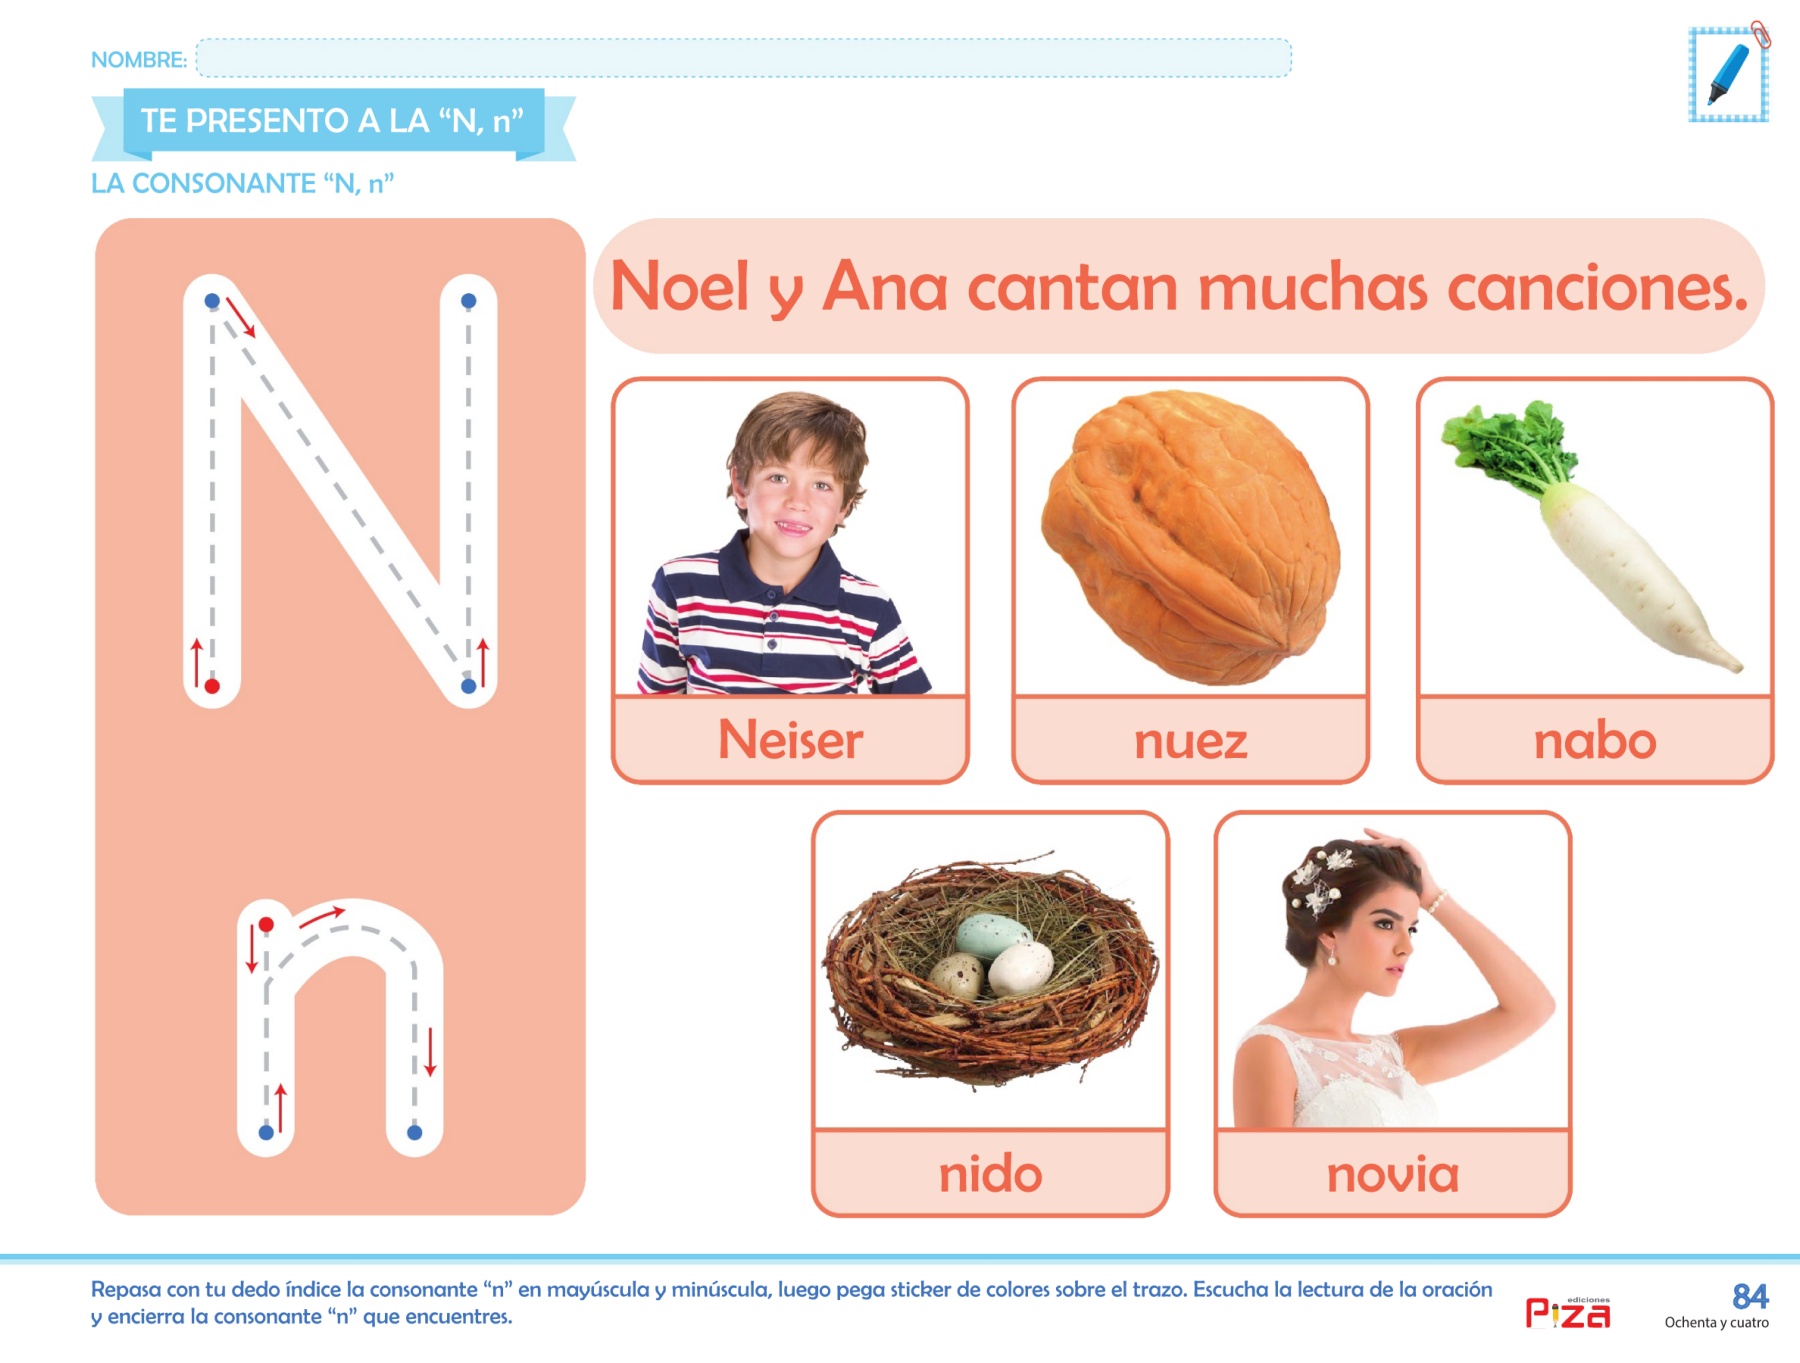 NOMBRE:
TE PRESENTO A LA “N, n”
LA CONSONANTE “N, n”
N
n
Noel y Ana cantan muchas canciones.
Neiser
nuez
nabo
nido
novia
Repasa con tu dedo índice la consonante “n” en mayúscula y minúscula, luego pega sticker de colores sobre el trazo. Escucha la lectura de la oración
y encierra la consonante “n” que encuentres.
ediciones
Piza
84
Ochenta y cuatro